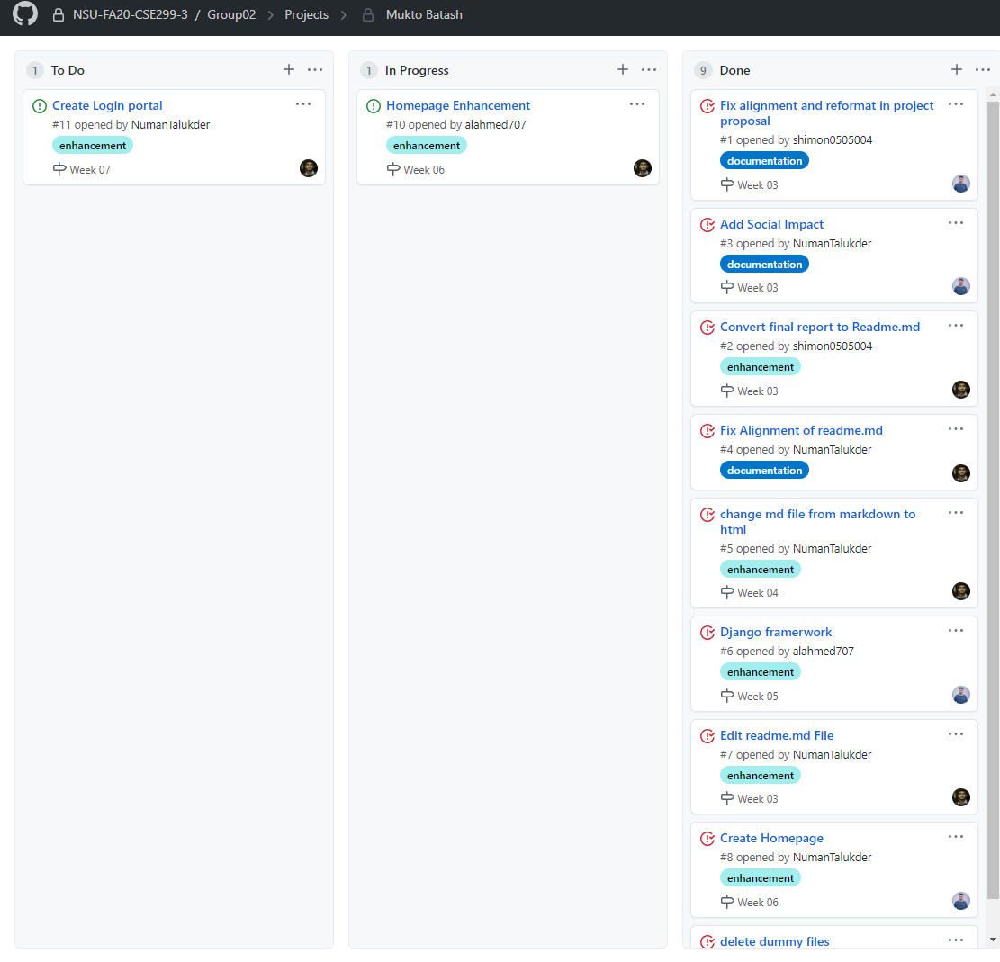 NSU-FA20-CSE299-3 / Group02 Projects Mukto Batash
1 To Do
Create Login portal
#11 opened by NumanTalukder
enhancement
Week 07
1 In Progress
Homepage Enhancement
#10 opened by alahmed707
enhancement
Week 06
9 Done
Fix alignment and reformat in project
proposal
#1 opened by shimon0505004
documentation
Week 03
Add Social Impact
#3 opened by NumanTalukder
documentation
Week 03
Convert final report to Readme.md
#2 opened by shimon0505004
enhancement
Week 03
Fix Alignment of readme.md
#4 opened by NumanTalukder
documentation
change md file from markdown to
html
#5 opened by NumanTalukder
enhancement
Week 04
Django framerwork
#6 opened by alahmed707
enhancement
Week 05
Edit readme.md File
#7 opened by NumanTalukder
enhancement
Week 03
Create Homepage
#8 opened by NumanTalukder
enhancement
Week 06
delete dummy files